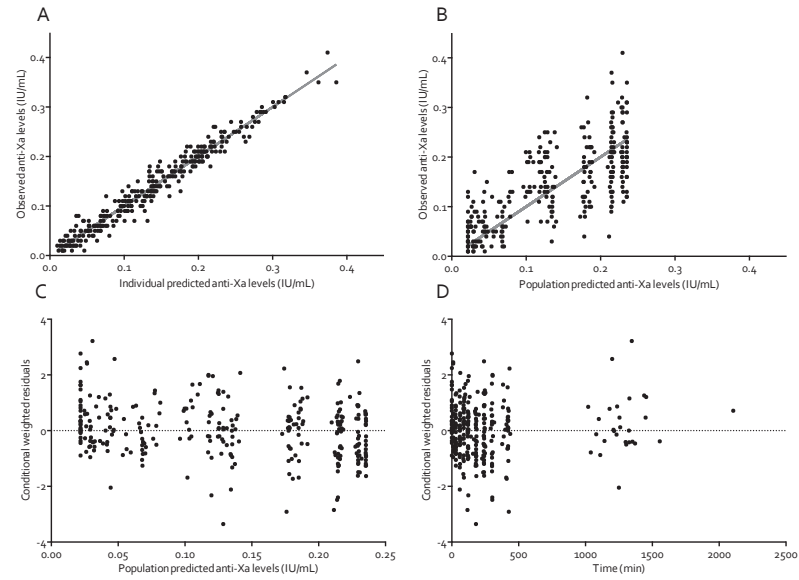 A
B
Observed anti-Xa levels (IU/mL)
0.4
0.3
0.2
0.1
0.0
0.0 0.1 0.2 0.3 0.4
Individual predicted anti-Xa levels (IU/mL)
Observed anti-Xa levels (IU/mL)
0.4
0.3
0.2
0.1
0.0
0.0 0.1 0.2 0.3 0.4
Population predicted anti-Xa levels (IU/mL)
C
D
Conditional weighted residuals
4
2
0
-2
-4
0.00 0.05 0.10 0.15 0.20 0.25
Population predicted anti-Xa levels (IU/mL)
Conditional weighted residuals
4
2
0
-2
-4
0 500 1000 1500 2000 2500
Time (min)